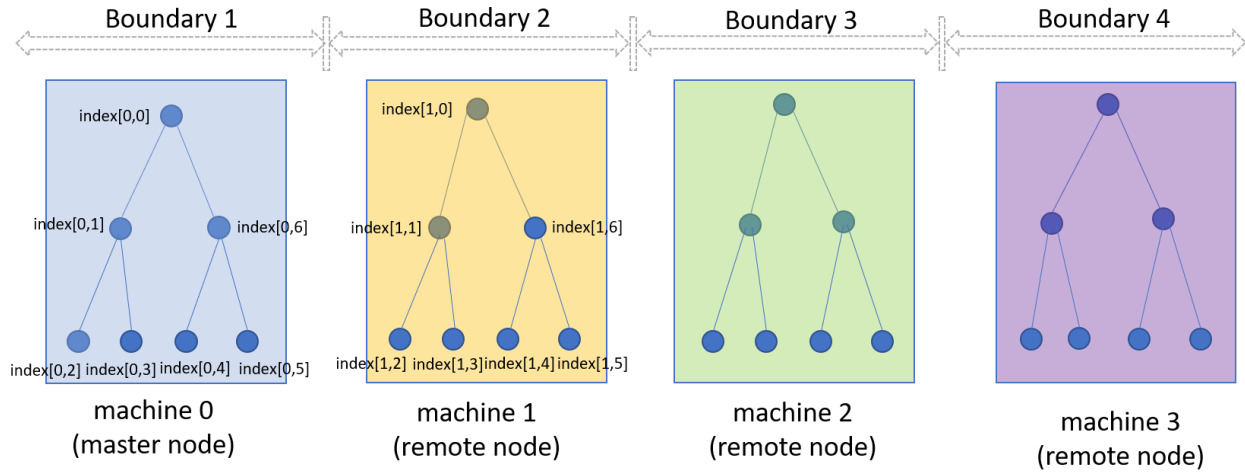 Boundary 1
Boundary 2
Boundary 3
Boundary 4
index[0,0]
index[1,0]
index[0,1]
index[0,6]
index[1,1]
index[1,6]
index[0,2]
index[0,3]
index[0,4]
index[0,5]
index[1,2]
index[1,3]
index[1,4]
index[1,5]
machine 0
(master node)
machine 1
(remote node)
machine 2
(remote node)
machine 3
(remote node)